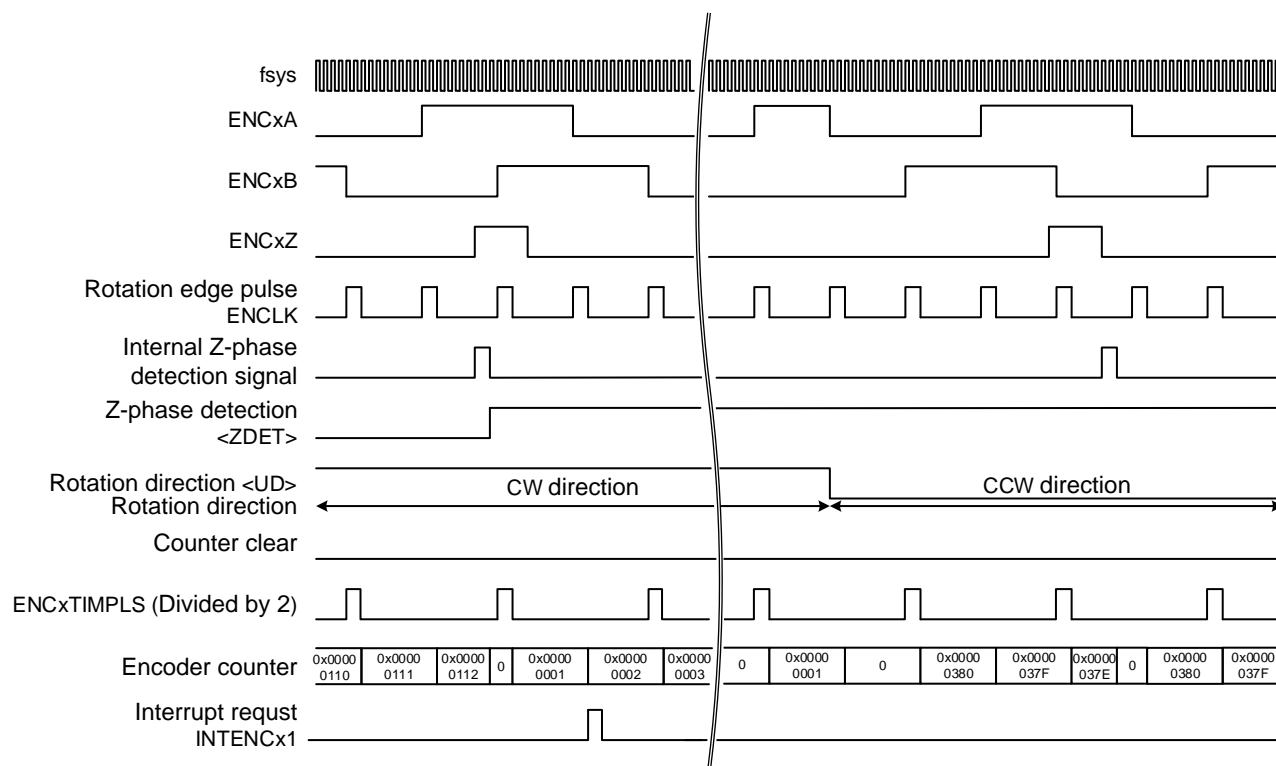 fsys
ENCxA
ENCxB
ENCxZ
Rotation edge pulse
ENCLK
Internal Z-phase
detection signal
Z-phase detection
<ZDET>
Rotation direction <UD>
CW direction
CCW direction
Rotation direction
Counter clear
ENCxTIMPLS (Divided by 2)
Encoder counter
0x0000 0x0000 0x0000 0 0x0000 0x0000 0x0000 0 0x0000 0 0x0000 0x0000 0x0000 0 0x0000 0x0000
0110 0111 0112 0001 0002 0003 0001 0380 037F 037E 0380 037F
Interrupt requst
INTENCx1